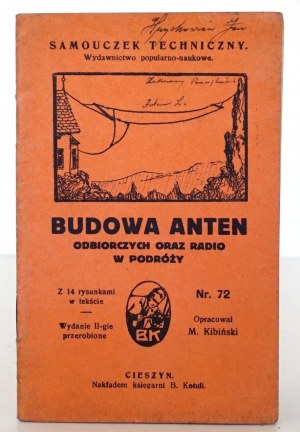 SAMOUCZEK TECHNICZNY.
Wydawnictwo popularno-naukowe.
BUDOWA ANTEN
ODBIORCZYCH ORAZ RADIO
W PODRÓŻY
Z 14 rysunkami
w tekście
Wydanie II-gie
przerobione
BK
Nr. 72
Opracował
M. Kibiński
CIESZYN.
Nakładem księgarni B. Kotuli.